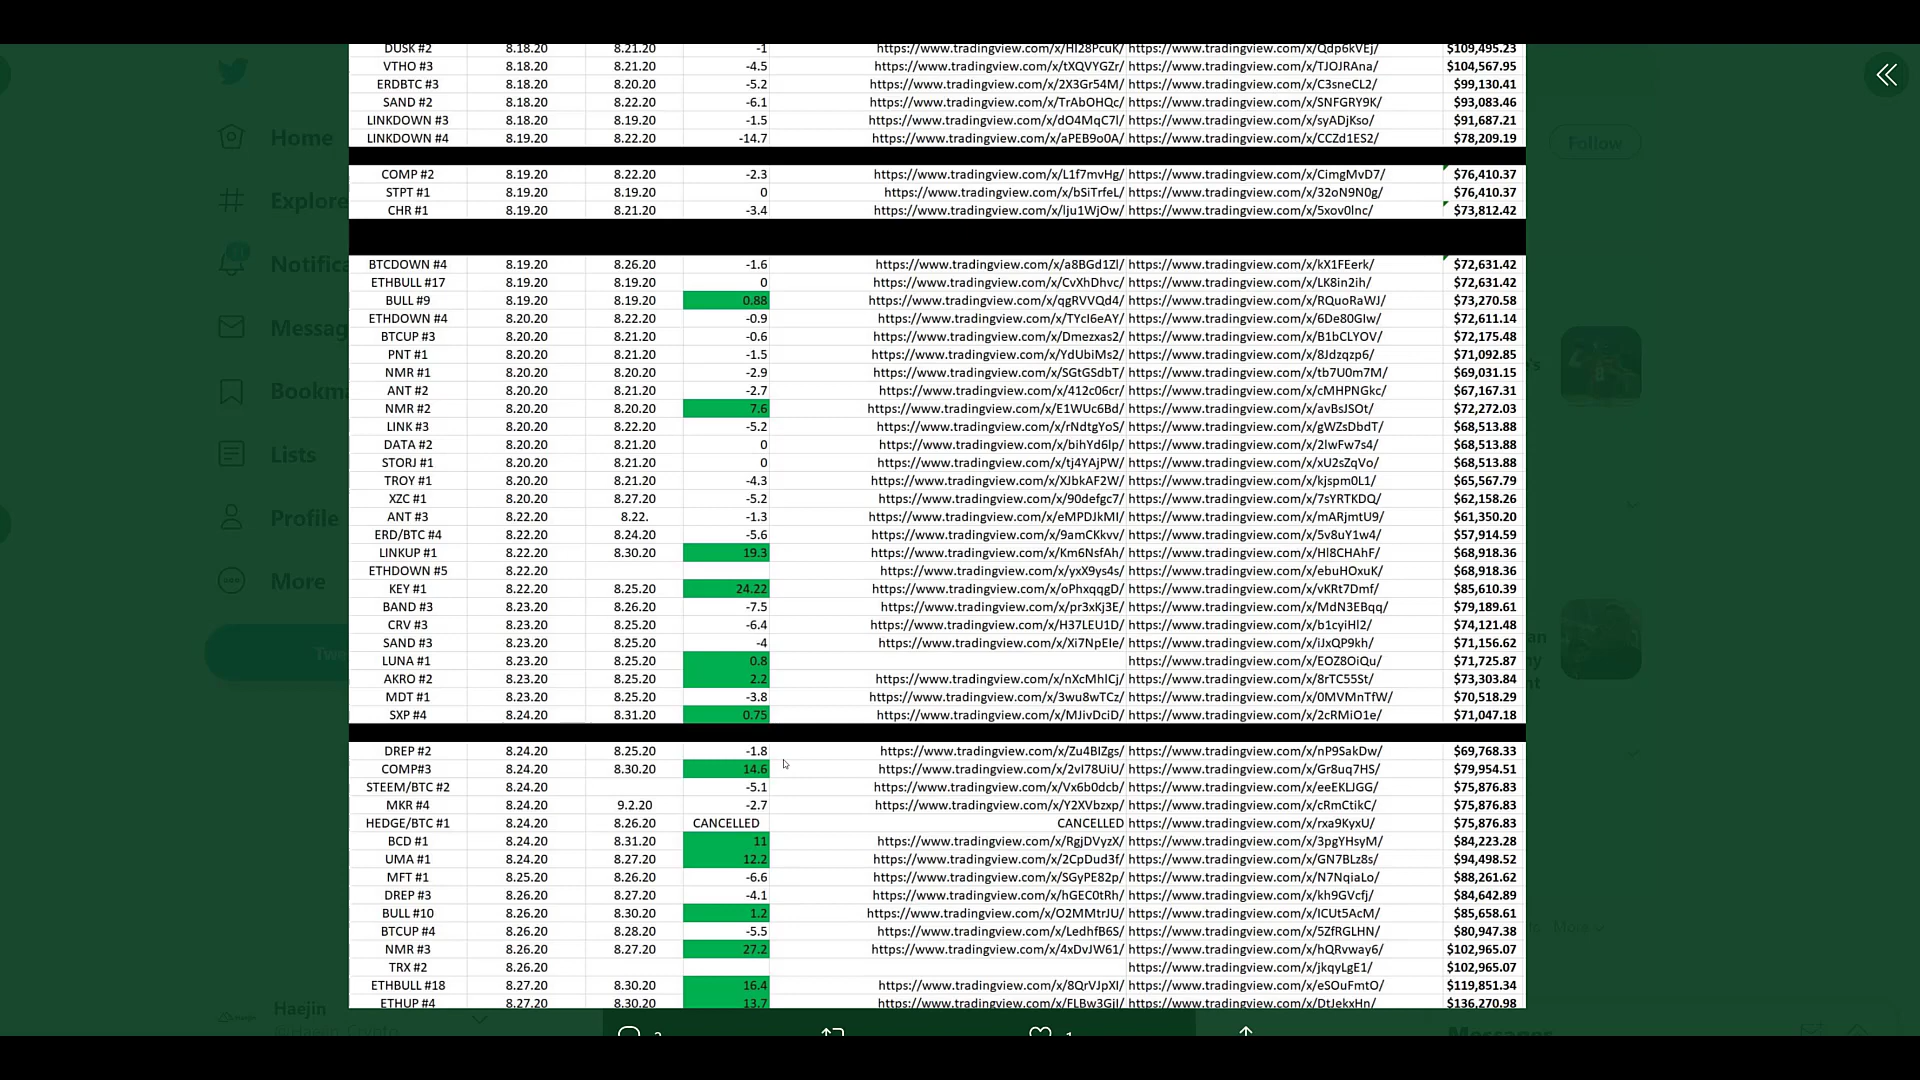 DUSK #2 8.18.20 8.21.20 -1 https://www.tradingview.com/x/HI28PcuK/ https://www.tradingview.com/x/Qdp6kVEj/ $109,495.23
VTHO #3 8.18.20 8.21.20 -4.5 https://www.tradingview.com/x/tXQVYGZr/ https://www.tradingview.com/x/TJOJRAna/ $104,567.95
ERDBTC #3 8.18.20 8.20.20 -5.2 https://www.tradingview.com/x/2X3Gr54M/ https://www.tradingview.com/x/C3sneCL2/ $99,130.41
SAND #2 8.18.20 8.22.20 -6.1 https://www.tradingview.com/x/TrAbOHQc/ https://www.tradingview.com/x/SNFGRY9K/ $93,083.46
LINKDOWN #3 8.18.20 8.19.20 -1.5 https://www.tradingview.com/x/dO4MqC7l/ https://www.tradingview.com/x/syADjKso/ $91,687.21
LINKDOWN #4 8.19.20 8.22.20 -14.7 https://www.tradingview.com/x/aPEB9o0A/ https://www.tradingview.com/x/CCZd1ES2/ $78,209.19
COMP #2 8.19.20 8.22.20 -2.3 https://www.tradingview.com/x/L1f7mvHg/ https://www.tradingview.com/x/CimgMvD7/ $76,410.37
STPT #1 8.19.20 8.19.20 0 https://www.tradingview.com/x/bSiTrfeL/ https://www.tradingview.com/x/32oN9N0g/ $76,410.37
CHR #1 8.19.20 8.21.20 -3.4 https://www.tradingview.com/x/lju1WjOw/ https://www.tradingview.com/x/5xov0lnc/ $73,812.42
BTCDOWN #4 8.19.20 8.26.20 -1.6 https://www.tradingview.com/x/a8BGd1Zl/ https://www.tradingview.com/x/kX1FEerk/ $72,631.42
ETHBULL #17 8.19.20 8.19.20 0 https://www.tradingview.com/x/CvXhDhvc/ https://www.tradingview.com/x/LK8in2ih/ $72,631.42
BULL #9 8.19.20 8.19.20 0.88 https://www.tradingview.com/x/qgRVVQd4/ https://www.tradingview.com/x/RQuoRaWJ/ $73,270.58
ETHDOWN #4 8.20.20 8.22.20 -0.9 https://www.tradingview.com/x/TYcI6eAY/ https://www.tradingview.com/x/6De80GIw/ $72,611.14
BTCUP #3 8.20.20 8.21.20 -0.6 https://www.tradingview.com/x/Dmezxas2/ https://www.tradingview.com/x/B1bCLYOV/ $72,175.48
PNT #1 8.20.20 8.21.20 -1.5 https://www.tradingview.com/x/YdUbiMs2/ https://www.tradingview.com/x/8Jdzqzp6/ $71,092.85
NMR #1 8.20.20 8.21.20 -2.9 https://www.tradingview.com/x/SGtGSdbT/ https://www.tradingview.com/x/tb7U0m7M/ $69,031.15
ANT #2 8.20.20 8.21.20 -2.7 https://www.tradingview.com/x/412c06cr/ https://www.tradingview.com/x/cMHPNGkc/ $67,167.31
NMR #2 8.20.20 8.20.20 7.6 https://www.tradingview.com/x/E1WUc6Bd/ https://www.tradingview.com/x/avBsJSOt/ $72,272.03
LINK #3 8.20.20 8.22.20 -5.2 https://www.tradingview.com/x/rNdtgYoS/ https://www.tradingview.com/x/gWZsDbdT/ $68,513.88
DATA #2 8.20.20 8.21.20 0 https://www.tradingview.com/x/bihYd6lp/ https://www.tradingview.com/x/2lwFw7s4/ $68,513.88
STORJ #1 8.20.20 8.21.20 0 https://www.tradingview.com/x/tj4YAjPW/ https://www.tradingview.com/x/xU2sZqVo/ $68,513.88
TROY #1 8.20.20 8.21.20 -4.3 https://www.tradingview.com/x/XJbkAF2W/ https://www.tradingview.com/x/kjspm0L1/ $65,567.79
XZC #1 8.20.20 8.27.20 -5.2 https://www.tradingview.com/x/90defgc7/ https://www.tradingview.com/x/7sYRTKDQ/ $62,158.26
ANT #3 8.22.20 8.22. -1.3 https://www.tradingview.com/x/eMPDJkMI/ https://www.tradingview.com/x/mARjmtU9/ $61,350.20
ERD/BTC #4 8.22.20 8.24.20 -5.6 https://www.tradingview.com/x/9amCKkvv/ https://www.tradingview.com/x/5v8uY1w4/ $57,914.59
LINKUP #1 8.22.20 8.30.20 19.3 https://www.tradingview.com/x/Km6NsfAh/ https://www.tradingview.com/x/Hl8CHAhF/ $68,918.36
ETHDOWN #5 8.22.20 https://www.tradingview.com/x/yxX9ys4s/ https://www.tradingview.com/x/ebuHOxuK/ $68,918.36
KEY #1 8.22.20 8.25.20 24.22 https://www.tradingview.com/x/oPhxqqgD/ https://www.tradingview.com/x/vKRt7Dmf/ $85,610.39
BAND #3 8.23.20 8.26.20 -7.5 https://www.tradingview.com/x/pr3xKj3E/ https://www.tradingview.com/x/MdN3EBqq/ $79,189.61
CRV #3 8.23.20 8.25.20 -6.4 https://www.tradingview.com/x/H37LEU1D/ https://www.tradingview.com/x/b1cyiHl2/ $74,121.48
SAND #3 8.23.20 8.25.20 -4 https://www.tradingview.com/x/Xi7NpEIe/ https://www.tradingview.com/x/iJxQP9kh/ $71,156.62
LUNA #1 8.23.20 8.25.20 0.8 https://www.tradingview.com/x/EOZ8OiQu/ $71,725.87
AKRO #2 8.23.20 8.25.20 2.2 https://www.tradingview.com/x/nXcMhlCj/ https://www.tradingview.com/x/8rTC55St/ $73,303.84
MDT #1 8.23.20 8.25.20 -3.8 https://www.tradingview.com/x/3wu8wTCz/ https://www.tradingview.com/x/0MVMnTfW/ $70,518.29
SXP #4 8.24.20 8.31.20 0.75 https://www.tradingview.com/x/MJivDciD/ https://www.tradingview.com/x/2cRMiO1e/ $71,047.18
DREP #2 8.24.20 8.25.20 -1.8 https://www.tradingview.com/x/Zu4BIZgs/ https://www.tradingview.com/x/nP9SakDw/ $69,768.33
COMP#3 8.24.20 8.30.20 14.6 https://www.tradingview.com/x/2vI78UiU/ https://www.tradingview.com/x/Gr8uq7HS/ $79,954.51
STEEM/BTC #2 8.24.20 -5.1 https://www.tradingview.com/x/Vx6b0dcb/ https://www.tradingview.com/x/eeEKLJGG/ $75,876.83
MKR #4 8.24.20 9.2.20 -2.7 https://www.tradingview.com/x/Y2XVbzxp/ https://www.tradingview.com/x/cRmCtikC/ $75,876.83
HEDGE/BTC #1 8.24.20 8.26.20 CANCELLED CANCELLED https://www.tradingview.com/x/rxa9KyxU/ $75,876.83
BCD #1 8.24.20 8.31.20 11 https://www.tradingview.com/x/RgjDVyzX/ https://www.tradingview.com/x/3pgYHsyM/ $84,223.28
UMA #1 8.24.20 8.27.20 12.2 https://www.tradingview.com/x/2CpDud3f/ https://www.tradingview.com/x/GN7BLz8s/ $94,498.52
MFT #1 8.25.20 8.26.20 -6.6 https://www.tradingview.com/x/SGyPE82p/ https://www.tradingview.com/x/N7NqiaLo/ $88,261.62
DREP #3 8.26.20 8.27.20 -4.1 https://www.tradingview.com/x/hGEC0tRh/ https://www.tradingview.com/x/kh9GVcfj/ $84,642.89
BULL #10 8.26.20 8.30.20 1.2 https://www.tradingview.com/x/O2MMtrJU/ https://www.tradingview.com/x/ICUt5AcM/ $85,658.61
BTCUP #4 8.26.20 8.28.20 -5.5 https://www.tradingview.com/x/LedhfB6S/ https://www.tradingview.com/x/5ZfRGLHN/ $80,947.38
NMR #3 8.26.20 8.27.20 27.2 https://www.tradingview.com/x/4xDvJW61/ https://www.tradingview.com/x/hQRvway6/ $102,965.07
TRX #2 8.26.20 https://www.tradingview.com/x/jkqyLgE1/ $102,965.07
ETHBULL #18 8.27.20 8.30.20 16.4 https://www.tradingview.com/x/8QrVJpXI/ https://www.tradingview.com/x/eSOuFmtO/ $119,851.34
ETHUP #4 8.27.20 8.30.20 13.7 https://www.tradingview.com/x/FLBw3GjI/ https://www.tradingview.com/x/DtJekxHn/ $136,270.98
Home
Explore
Notific
Messag
Bookma
Lists
Profile
More
Twe
Haejin
@Haejin_Crypto
Follow
Messages